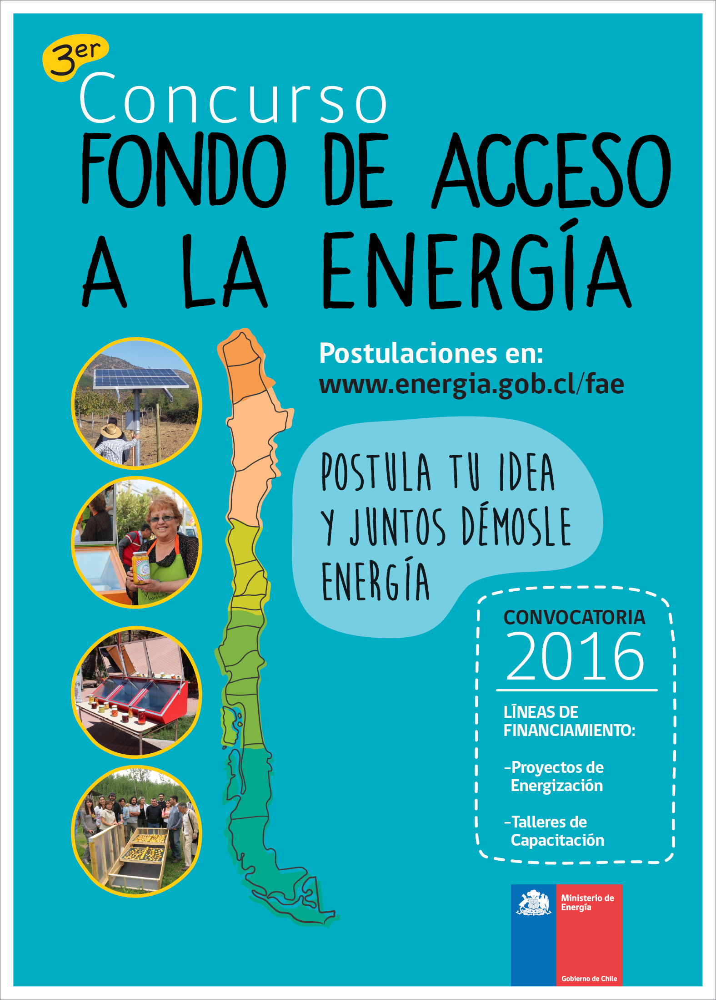 3er
Concurso
FONDO DE ACCESO
A LA ENERGÍA
Postulaciones en:
www.energia.gob.cl/fae
POSTULA TU IDEA
Y JUNTOS DÉMOSLE
ENERGÍA
CONVOCATORIA
2016
LÍNEAS DE
FINANCIAMIENTO:
-Proyectos de
Energización
-Talleres de
Capacitación
Ministerio de
Energía
Gobierno de Chile